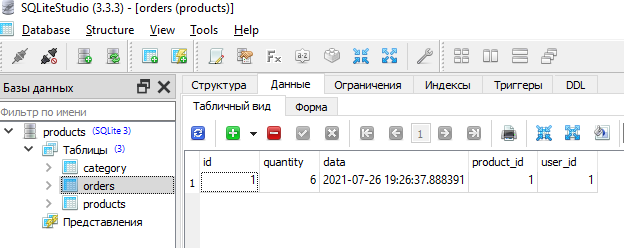 SQLiteStudio (3.3.3) - [orders (products)]
Database Structure View Tools Help
Базы данных
Фильтр по имени
products (SQLite 3)
Таблицы (3)
category
orders
products
Представления
Структура Данные Ограничения Индексы Триггеры DDL
Табличный вид Форма
1
id quantity data product_id user_id
1 1 6 2021-07-26 19:26:37.888391 1 1